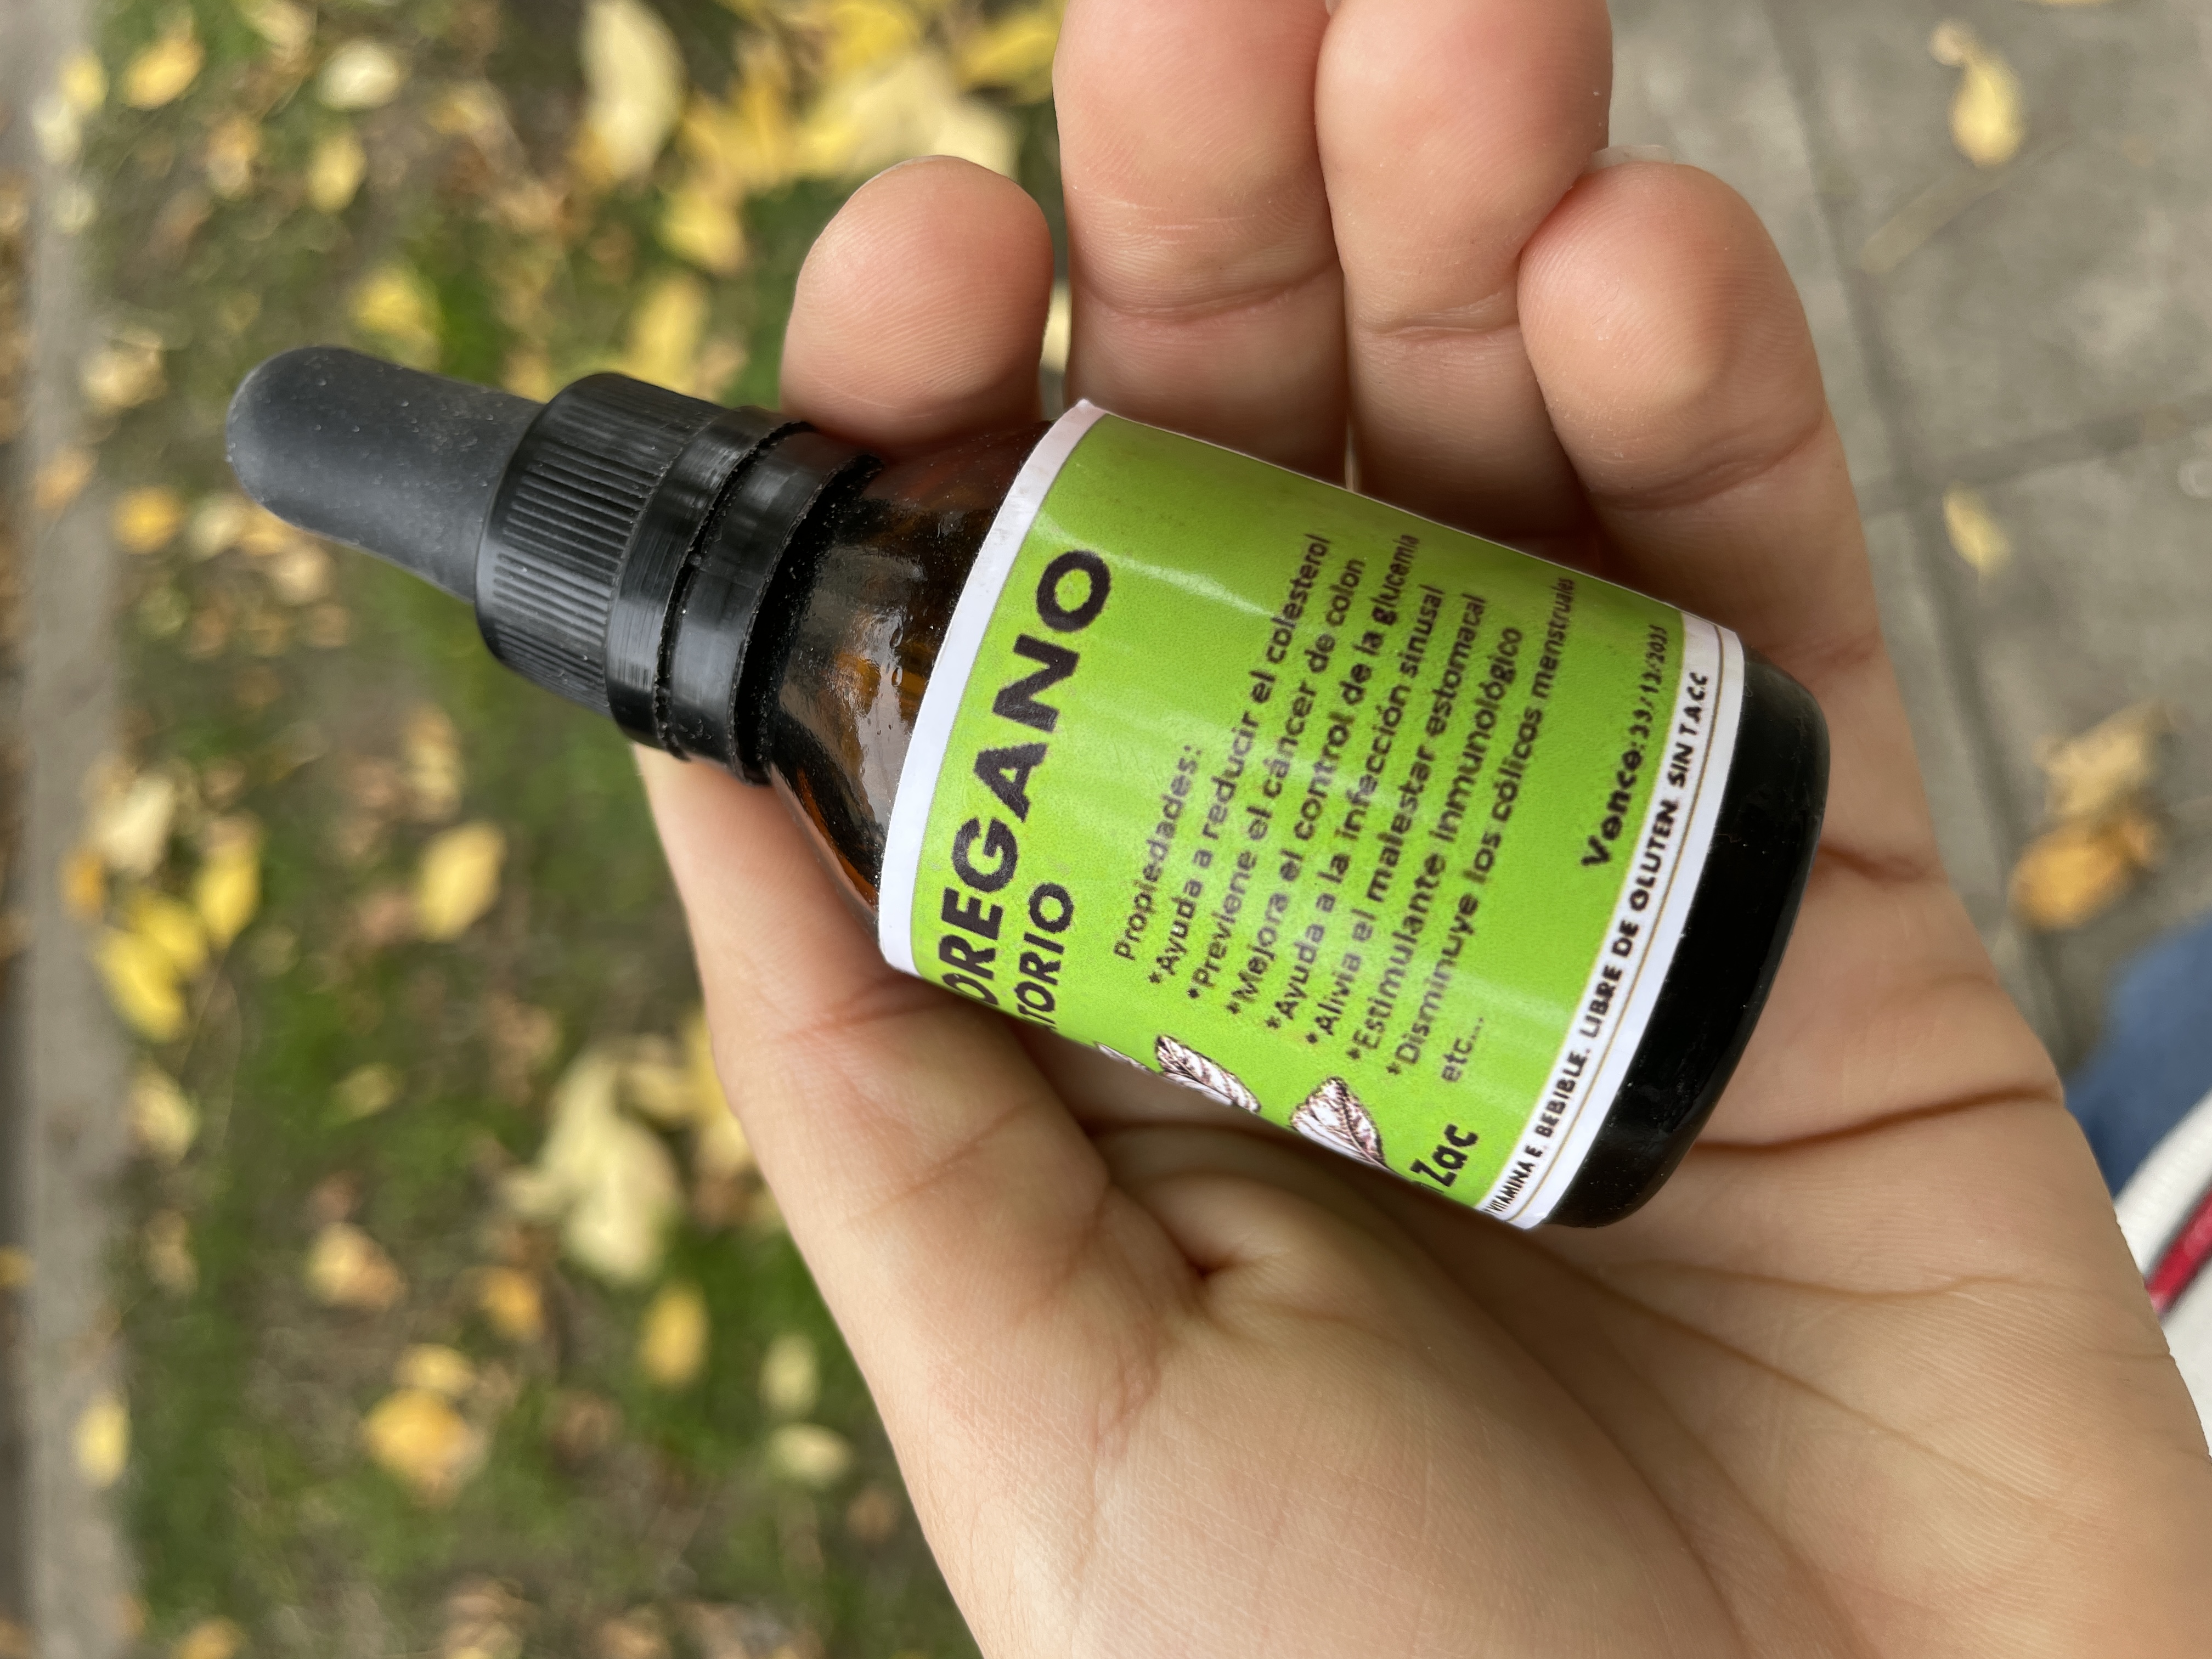 OREGANO
TORIO
Propiedades:
*Ayuda a reducir el colesterol
*Previene el cáncer de colon
*Mejora el control de la glucemia
*Ayuda a la infección sinusal
*Alivia el malestar estomacal
*Estimulante inmunológico
*Disminuye los cólicos menstruales
etc...
Zac
Vence:
VITAMINA E. BEBIBLE. LIBRE DE GLUTEN. SIN T.A.C.C